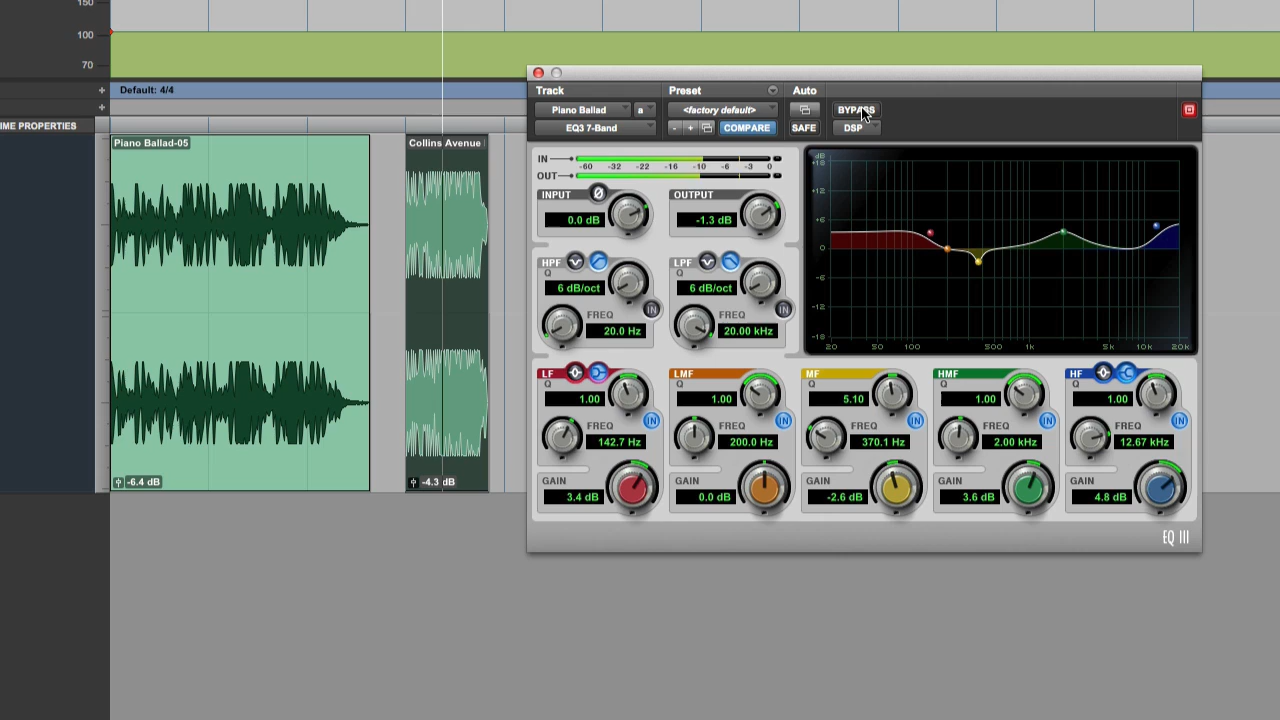 150
100
70
Default: 4/4
IME PROPERTIES
Piano Ballad-05
Collins Avenue
-6.4 dB
-4.3 dB
Track Preset Auto
Piano Ballad a <factory default> BYPASS
EQ3 7-Band - + COMPARE SAFE DSP
IN
-60 -32 -22 -16 -10 -6 -3 0
OUT
INPUT OUTPUT
0.0 dB -1.3 dB
HPF LPF
Q Q
6 dB/oct 6 dB/oct
IN IN
FREQ FREQ
20.0 Hz 20.00 kHz
dB
+18
+12
+6
0
-6
-12
-18
20 50 100 500 1k 5k 10k 20k
LF LMF MF HMF HF
Q Q Q Q Q
1.00 1.00 5.10 1.00 1.00
IN IN IN IN IN
FREQ FREQ FREQ FREQ FREQ
142.7 Hz 200.0 Hz 370.1 Hz 2.00 kHz 12.67 kHz
GAIN GAIN GAIN GAIN GAIN
3.4 dB 0.0 dB -2.6 dB 3.6 dB 4.8 dB
EQ III